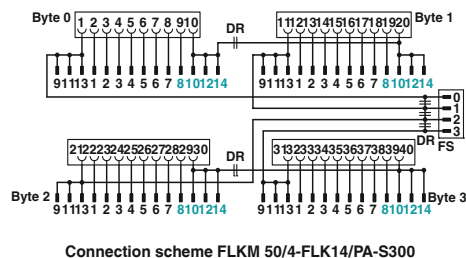 Byte 0 1 2 3 4 5 6 7 8 9 10 DR 11 12 13 14 15 16 17 18 19 20 Byte 1
9 11 13 1 2 3 4 5 6 7 8 10 12 14 9 11 13 1 2 3 4 5 6 7 8 10 12 14
0
1
2
3
DR FS
21 22 23 24 25 26 27 28 29 30 DR 31 32 33 34 35 36 37 38 39 40
Byte 2 9 11 13 1 2 3 4 5 6 7 8 10 12 14 9 11 13 1 2 3 4 5 6 7 8 10 12 14 Byte 3
Connection scheme FLKM 50/4-FLK14/PA-S300